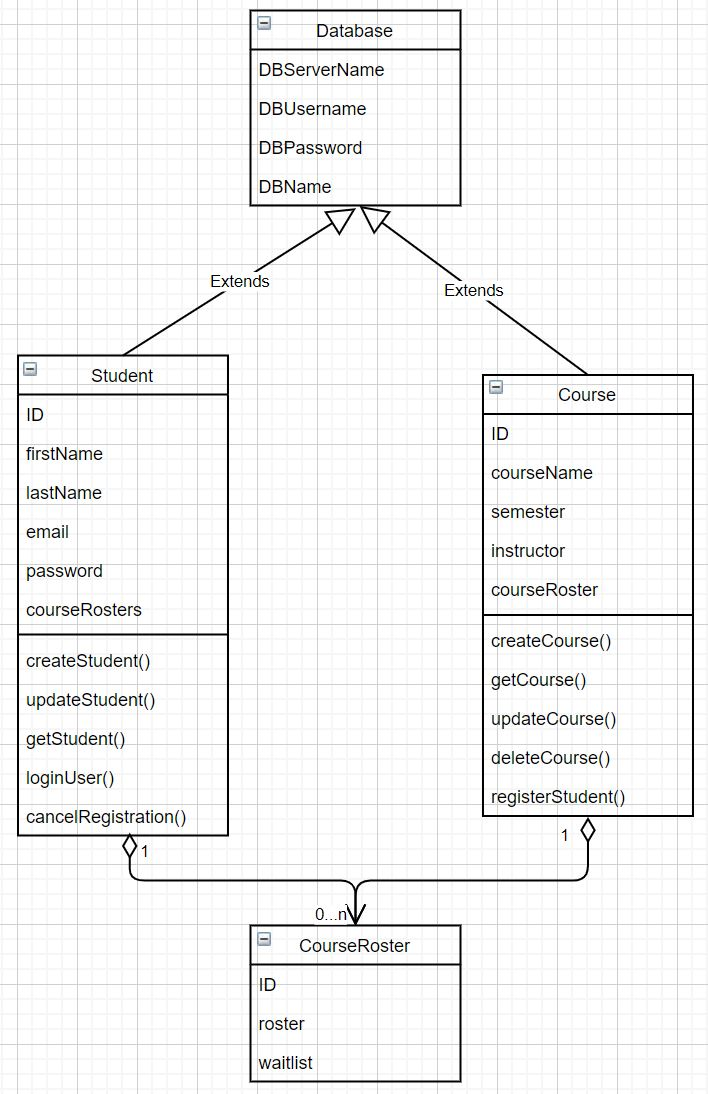 Database
DBServerName
DBUsername
DBPassword
DBName
Extends
Extends
Student
ID
firstName
lastName
email
password
courseRosters
createStudent()
updateStudent()
getStudent()
loginUser()
cancelRegistration()
1
Course
ID
courseName
semester
instructor
courseRoster
createCourse()
getCourse()
updateCourse()
deleteCourse()
registerStudent()
1
0...n
CourseRoster
ID
roster
waitlist